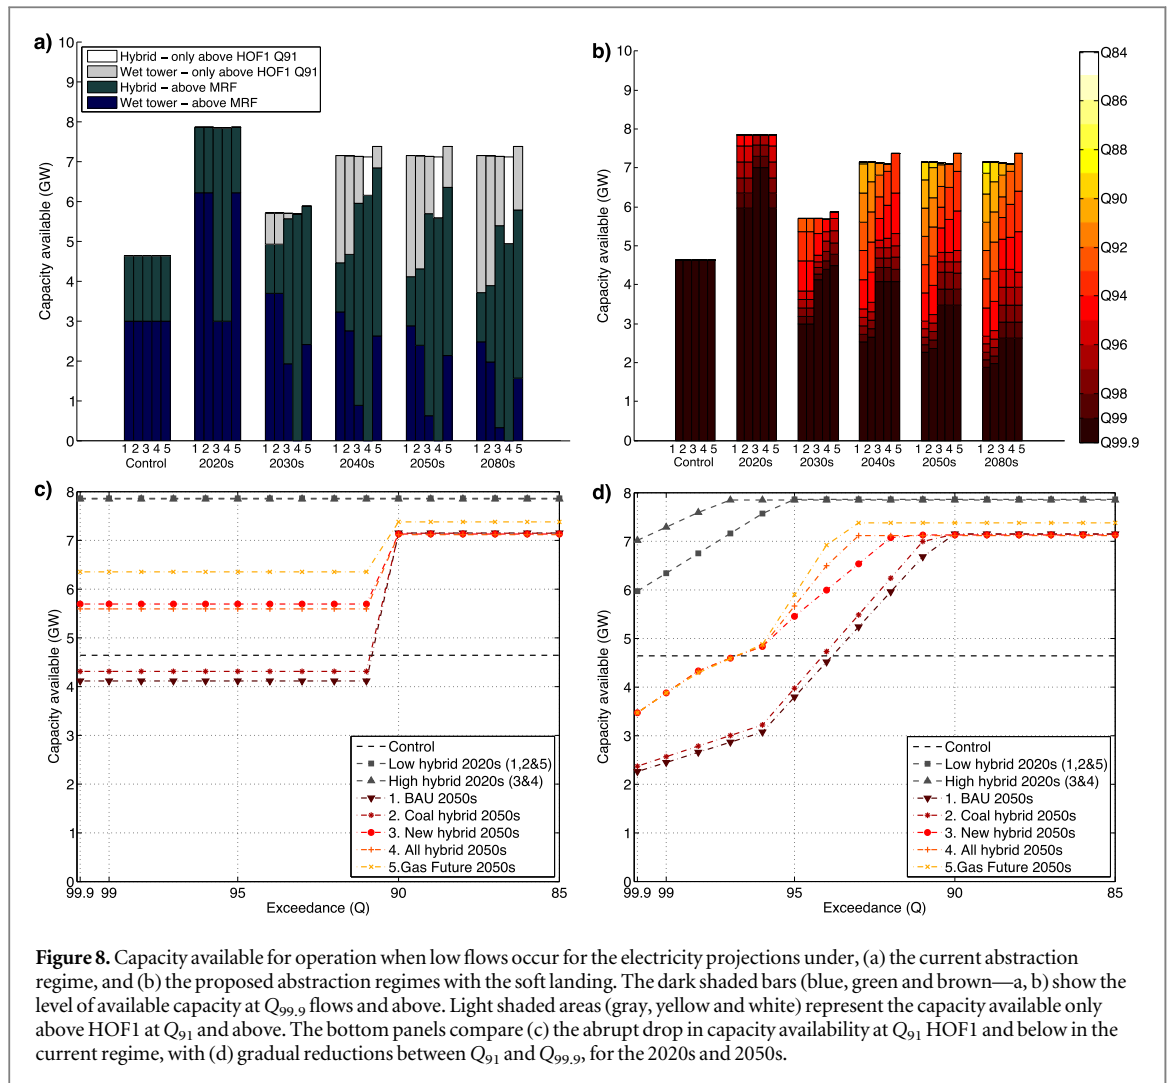 a)
10
9
8
7
6
5
4
3
2
1
0
Capacity available (GW)
Hybrid – only above HOF1 Q91
Wet tower – only above HOF1 Q91
Hybrid – above MRF
Wet tower – above MRF
1 2 3 4 5 1 2 3 4 5 1 2 3 4 5 1 2 3 4 5 1 2 3 4 5 1 2 3 4 5
Control 2020s 2030s 2040s 2050s 2080s
b)
10
9
8
7
6
5
4
3
2
1
0
Capacity available (GW)
1 2 3 4 5 1 2 3 4 5 1 2 3 4 5 1 2 3 4 5 1 2 3 4 5 1 2 3 4 5
Control 2020s 2030s 2040s 2050s 2080s
Q84
Q86
Q88
Q90
Q92
Q94
Q96
Q98
Q99
Q99.9
c)
8
7
6
5
4
3
2
1
0
Capacity available (GW)
Control
Low hybrid 2020s (1,2&5)
High hybrid 2020s (3&4)
1. BAU 2050s
2. Coal hybrid 2050s
3. New hybrid 2050s
4. All hybrid 2050s
5.Gas Future 2050s
99.9 99 95 90 85
Exceedance (Q)
d)
8
7
6
5
4
3
2
1
0
Capacity available (GW)
Control
Low hybrid 2020s (1,2&5)
High hybrid 2020s (3&4)
1. BAU 2050s
2. Coal hybrid 2050s
3. New hybrid 2050s
4. All hybrid 2050s
5.Gas Future 2050s
99.9 99 95 90 85
Exceedance (Q)
Figure 8. Capacity available for operation when low flows occur for the electricity projections under, (a) the current abstraction
regime, and (b) the proposed abstraction regimes with the soft landing. The dark shaded bars (blue, green and brown—a, b) show the
level of available capacity at Q99.9 flows and above. Light shaded areas (gray, yellow and white) represent the capacity available only
above HOF1 at Q91 and above. The bottom panels compare (c) the abrupt drop in capacity availability at Q91 HOF1 and below in the
current regime, with (d) gradual reductions between Q91 and Q99.9, for the 2020s and 2050s.